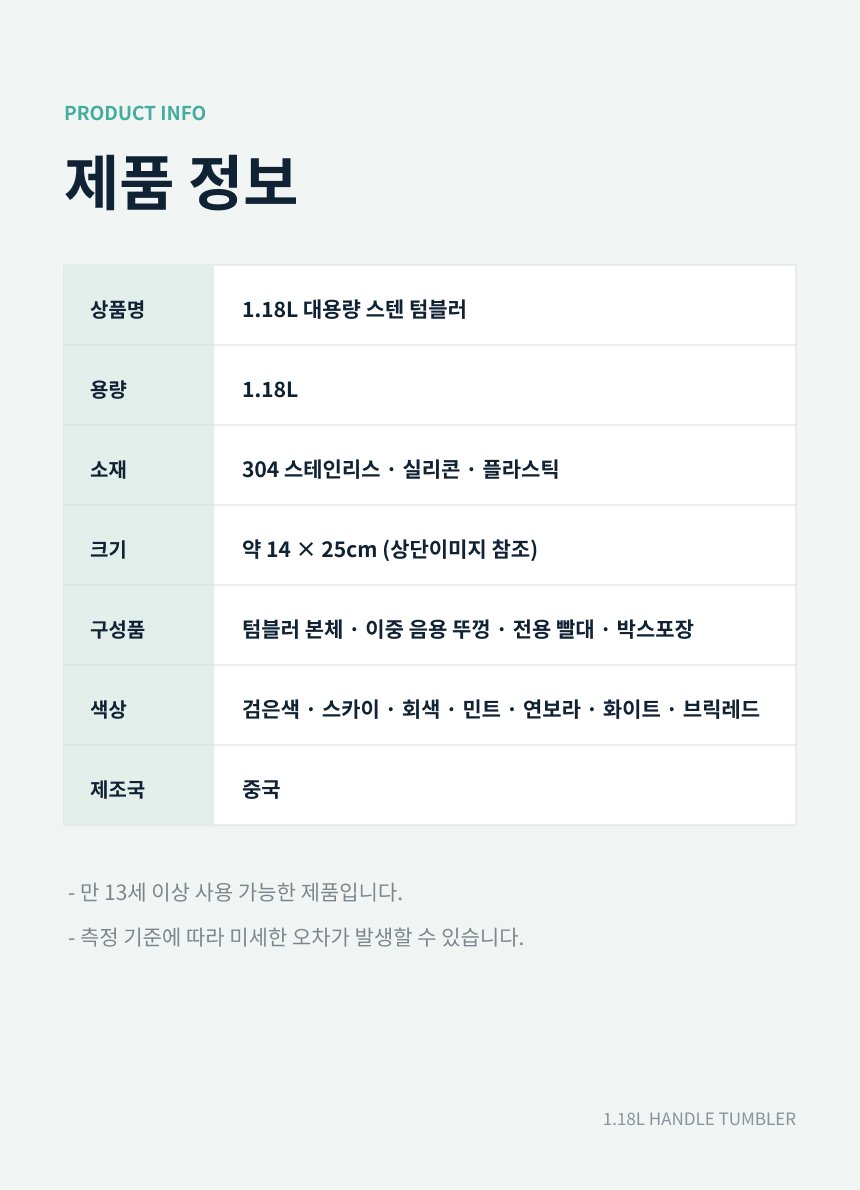 PRODUCT INFO
제품 정보
상품명 1.18L 대용량 스텐 텀블러
용량 1.18L
소재 304 스테인리스 · 실리콘 · 플라스틱
크기 약 14 × 25cm (상단이미지 참조)
구성품 텀블러 본체 · 이중 음용 뚜껑 · 전용 빨대 · 박스포장
색상 검은색 · 스카이 · 회색 · 민트 · 연보라 · 화이트 · 브릭레드
제조국 중국
- 만 13세 이상 사용 가능한 제품입니다.
- 측정 기준에 따라 미세한 오차가 발생할 수 있습니다.
1.18L HANDLE TUMBLER